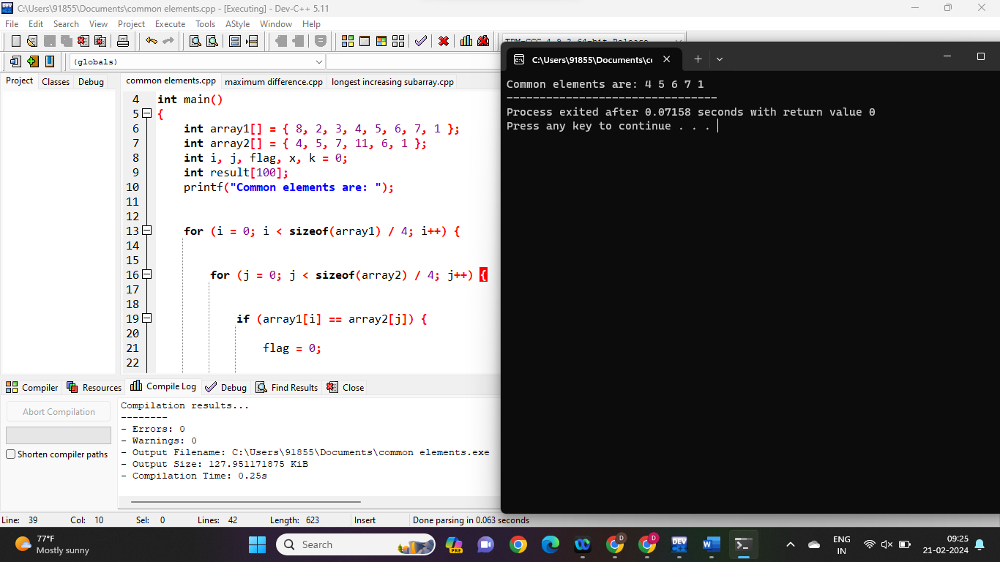 C:\Users\91855\Documents\common elements.cpp - [Executing] - Dev-C++ 5.11
File Edit Search View Project Execute Tools AStyle Window Help
TDM-GCC 4.9.2 64-bit Release
(globals)
Project Classes Debug
common elements.cpp maximum difference.cpp longest increasing subarray.cpp
4 int main()
5 {
6 int array1[] = { 8, 2, 3, 4, 5, 6, 7, 1 };
7 int array2[] = { 4, 5, 7, 11, 6, 1 };
8 int i, j, flag, x, k = 0;
9 int result[100];
10 printf("Common elements are: ");
11
12
13 for (i = 0; i < sizeof(array1) / 4; i++) {
14
15
16 for (j = 0; j < sizeof(array2) / 4; j++) {
17
18
19 if (array1[i] == array2[j]) {
20
21 flag = 0;
22
C:\Users\91855\Documents\cc
Common elements are: 4 5 6 7 1
--------------------------------
Process exited after 0.07158 seconds with return value 0
Press any key to continue . . .
Compiler Resources Compile Log Debug Find Results Close
Abort Compilation
Shorten compiler paths
Compilation results...
--------
- Errors: 0
- Warnings: 0
- Output Filename: C:\Users\91855\Documents\common elements.exe
- Output Size: 127.951171875 KiB
- Compilation Time: 0.25s
Line: 39 Col: 10 Sel: 0 Lines: 42 Length: 623 Insert Done parsing in 0.063 seconds
77°F
Mostly sunny
Search
PRE
D
D
DEV
W
ENG
IN
09:25
21-02-2024